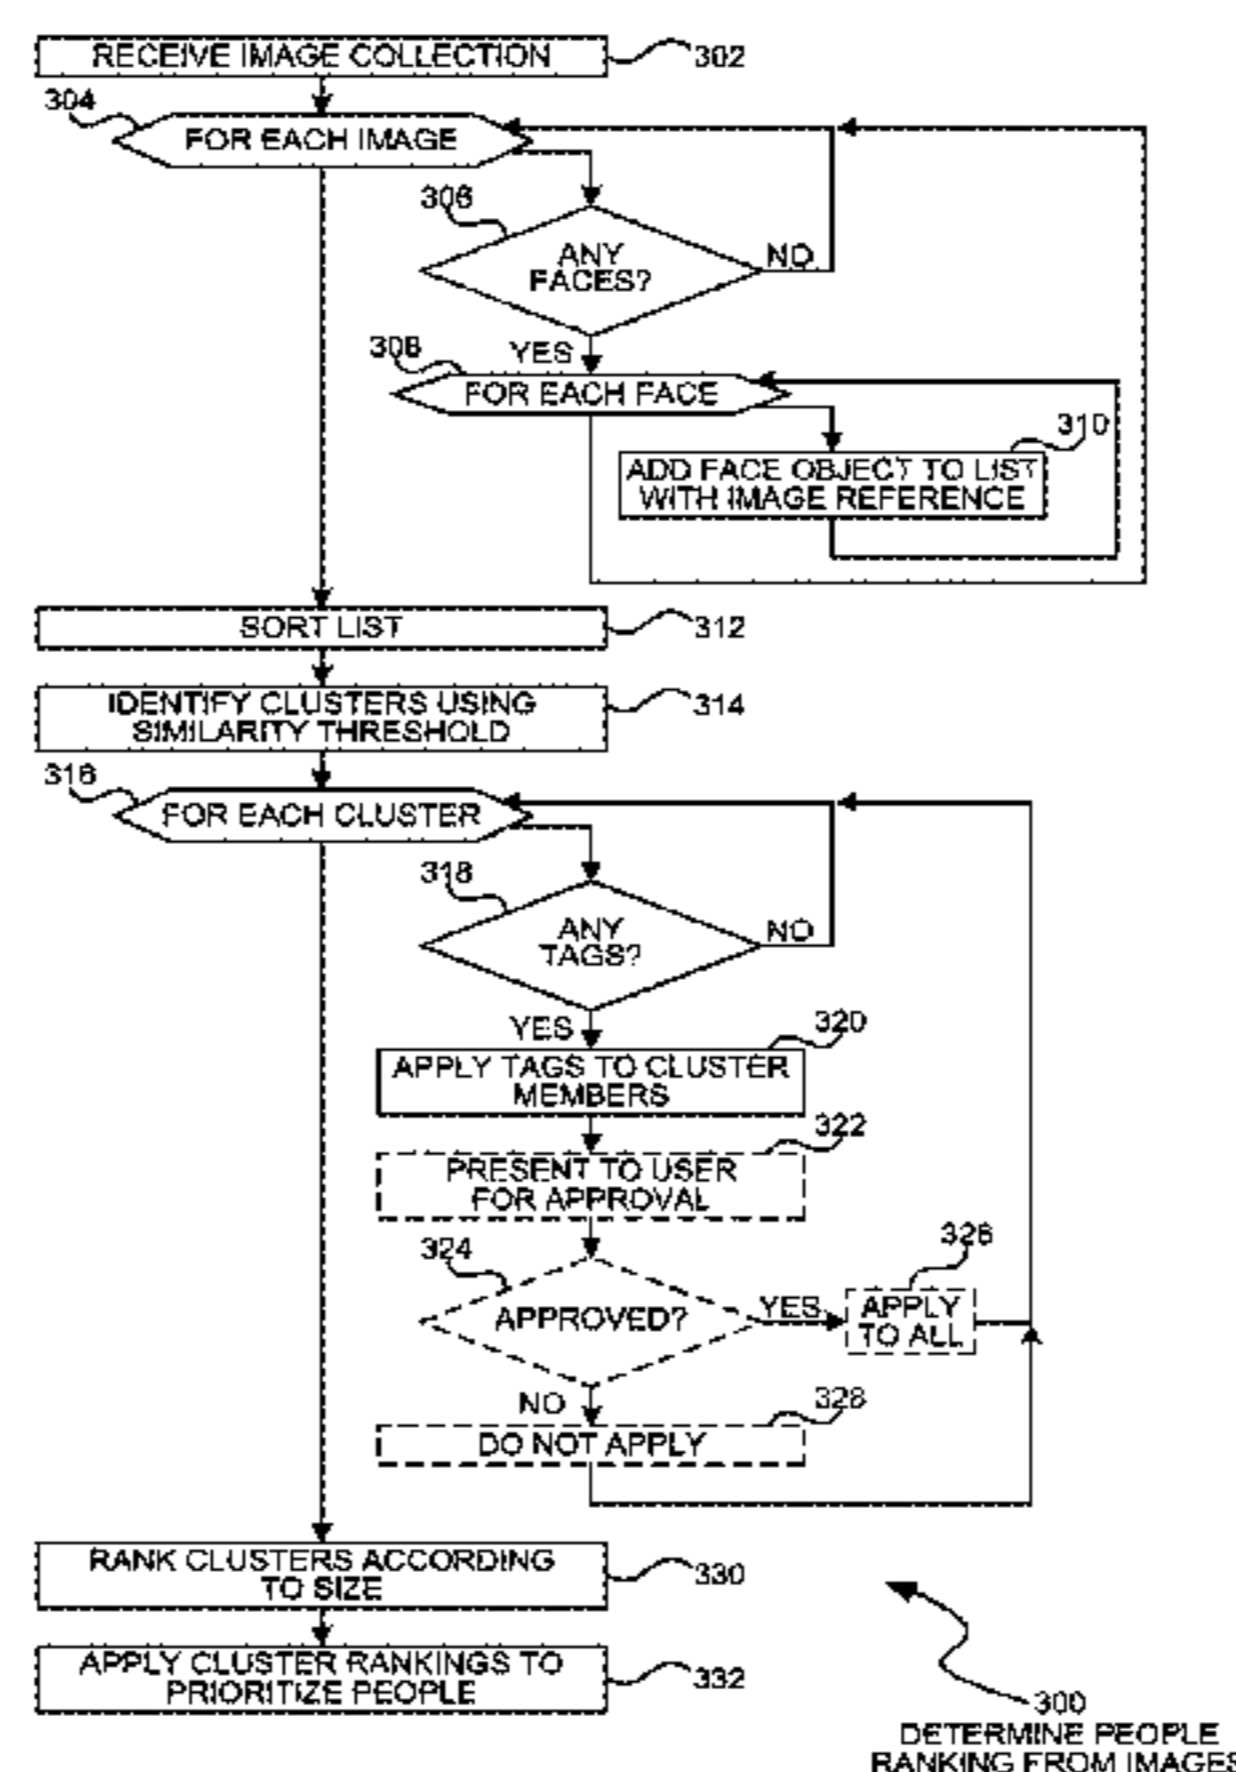 RECEIVE IMAGE COLLECTION
302
304
FOR EACH IMAGE
306
ANY
FACES?
NO
YES
308
FOR EACH FACE
310
ADD FACE OBJECT TO LIST
WITH IMAGE REFERENCE
SORT LIST
312
IDENTIFY CLUSTERS USING
SIMILARITY THRESHOLD
314
316
FOR EACH CLUSTER
318
ANY
TAGS?
NO
YES
320
APPLY TAGS TO CLUSTER
MEMBERS
322
PRESENT TO USER
FOR APPROVAL
324
APPROVED?
YES
326
APPLY
TO ALL
NO
328
DO NOT APPLY
RANK CLUSTERS ACCORDING
TO SIZE
330
APPLY CLUSTER RANKINGS TO
PRIORITIZE PEOPLE
332
300
DETERMINE PEOPLE
RANKING FROM IMAGES